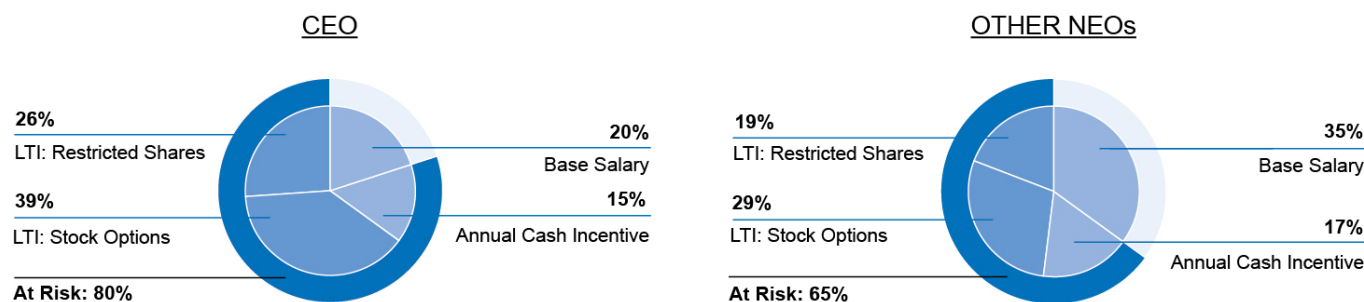 CEO
26%
LTI: Restricted Shares
20%
Base Salary
39%
LTI: Stock Options
15%
Annual Cash Incentive
At Risk: 80%
OTHER NEOs
19%
LTI: Restricted Shares
35%
Base Salary
29%
LTI: Stock Options
17%
Annual Cash Incentive
At Risk: 65%